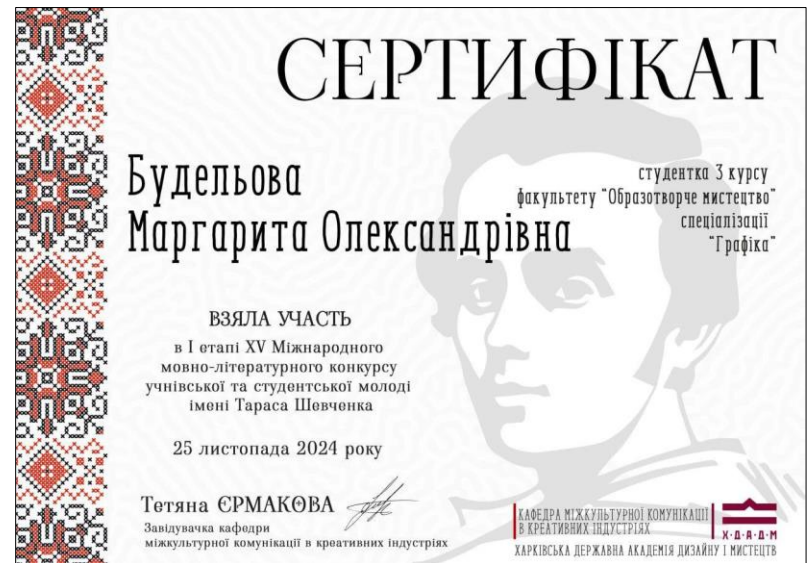 СЕРТИФІКАТ
Будельова
Маргарита Олександрівна
студентка 3 курсу
факультету "Образотворче мистецтво"
спеціалізації
"Графіка"
ВЗЯЛА УЧАСТЬ
в І етапі XV Міжнародного
мовно-літературного конкурсу
учнівської та студентської молоді
імені Тараса Шевченка
25 листопада 2024 року
Тетяна ЄРМАКОВА
Завідувачка кафедри
міжкультурної комунікації в креативних індустріях
КАФЕДРА МІЖКУЛЬТУРНОЇ КОМУНІКАЦІЇ
В КРЕАТИВНИХ ІНДУСТРІЯХ
Х·Д·А·Д·М
ХАРКІВСЬКА ДЕРЖАВНА АКАДЕМІЯ ДИЗАЙНУ І МИСТЕЦТВ